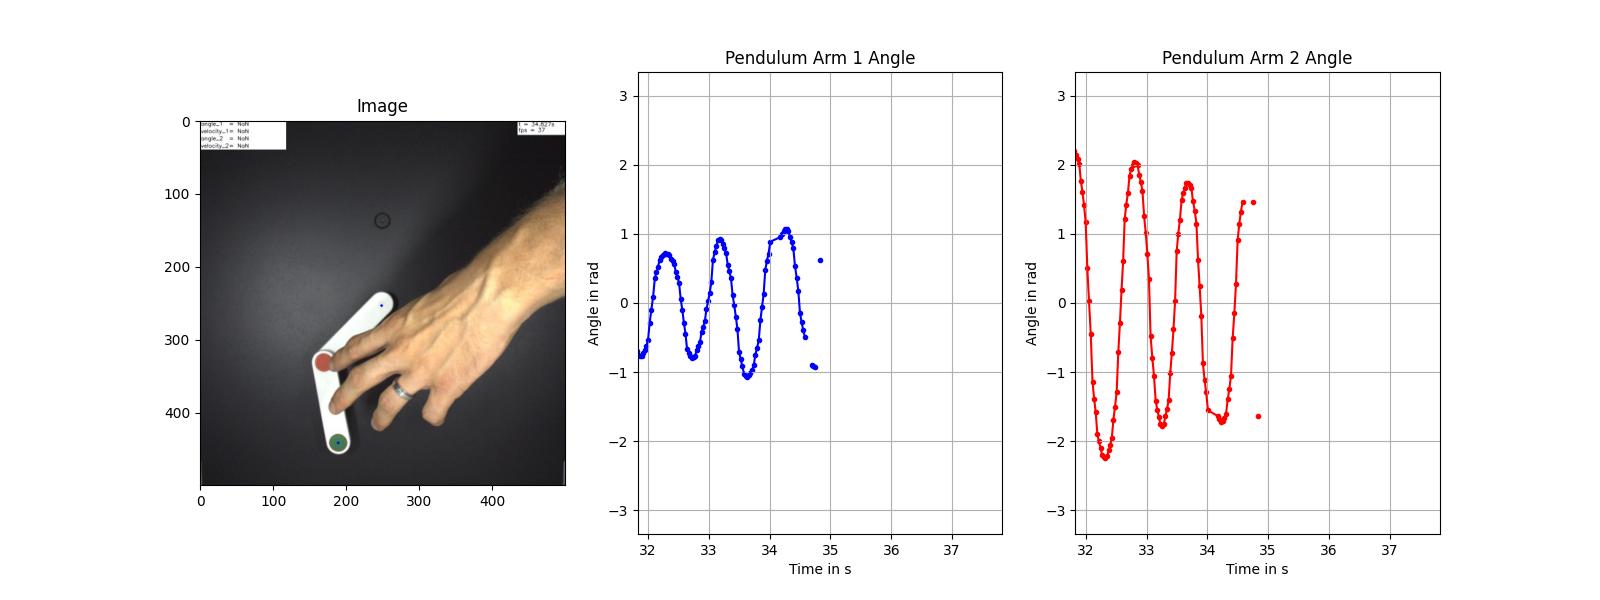 Image
angle_1 = NaN
velocity_1= NaN
angle_2 = NaN
velocity_2= NaN
t = 34.827s
fps = 37
0
100
200
300
400
0
100
200
300
400
Pendulum Arm 1 Angle
Angle in rad
3
2
1
0
−1
−2
−3
32
33
34
35
36
37
Time in s
Pendulum Arm 2 Angle
Angle in rad
3
2
1
0
−1
−2
−3
32
33
34
35
36
37
Time in s